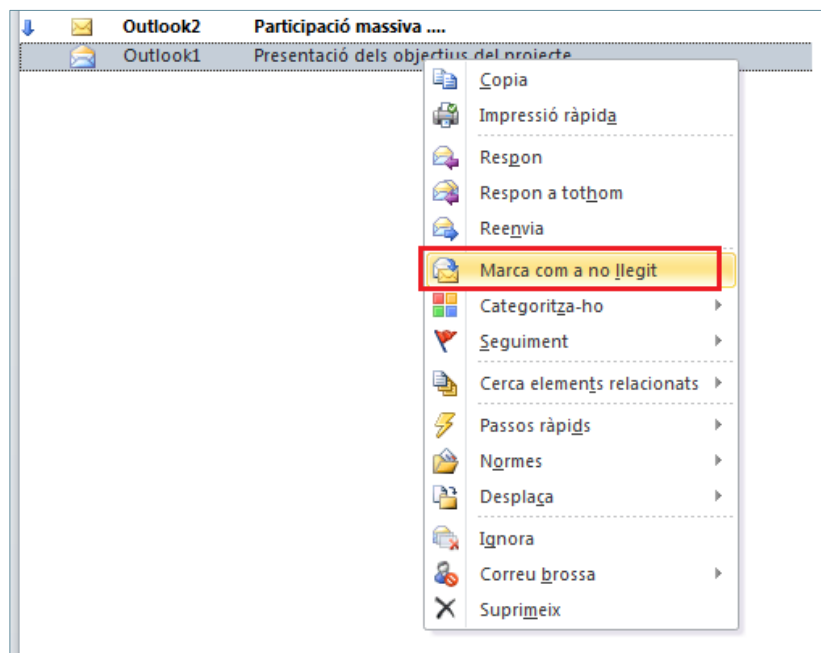 Outlook2 Participació massiva ....
Outlook1 Presentació dels objectius del projecte
Copia
Impressió ràpida
Respon
Respon a tothom
Reenvia
Marca com a no llegit
Categoritza-ho
Seguiment
Cerca elements relacionats
Passos ràpids
Normes
Desplaça
Ignora
Correu brossa
Suprimeix